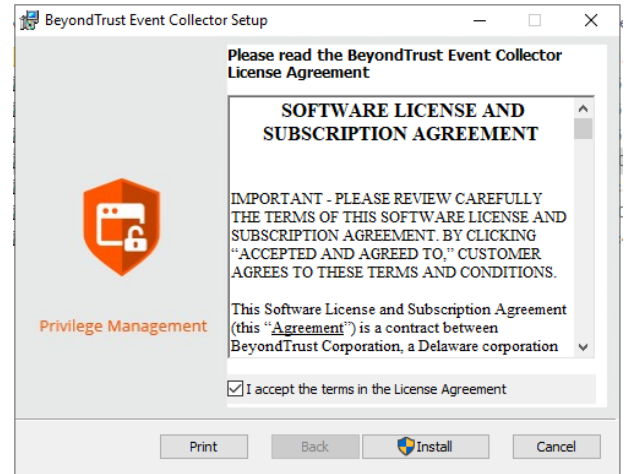 BeyondTrust Event Collector Setup
Please read the BeyondTrust Event Collector
License Agreement
SOFTWARE LICENSE AND
SUBSCRIPTION AGREEMENT
IMPORTANT - PLEASE REVIEW CAREFULLY
THE TERMS OF THIS SOFTWARE LICENSE AND
SUBSCRIPTION AGREEMENT. BY CLICKING
“ACCEPTED AND AGREED TO,” CUSTOMER
AGREES TO THESE TERMS AND CONDITIONS.
This Software License and Subscription Agreement
(this “Agreement”) is a contract between
BeyondTrust Corporation, a Delaware corporation
Privilege Management
I accept the terms in the License Agreement
Print
Back
Install
Cancel